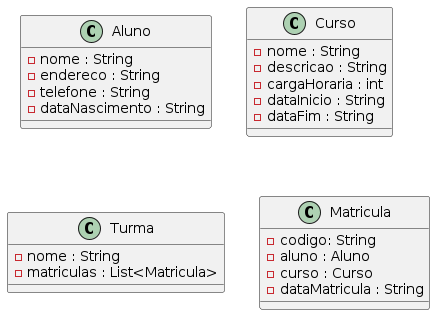 C Aluno
nome : String
endereco : String
telefone : String
dataNascimento : String
C Curso
nome : String
descricao : String
cargaHoraria : int
dataInicio : String
dataFim : String
C Turma
nome : String
matriculas : List<Matricula>
C Matricula
codigo: String
aluno : Aluno
curso : Curso
dataMatricula : String